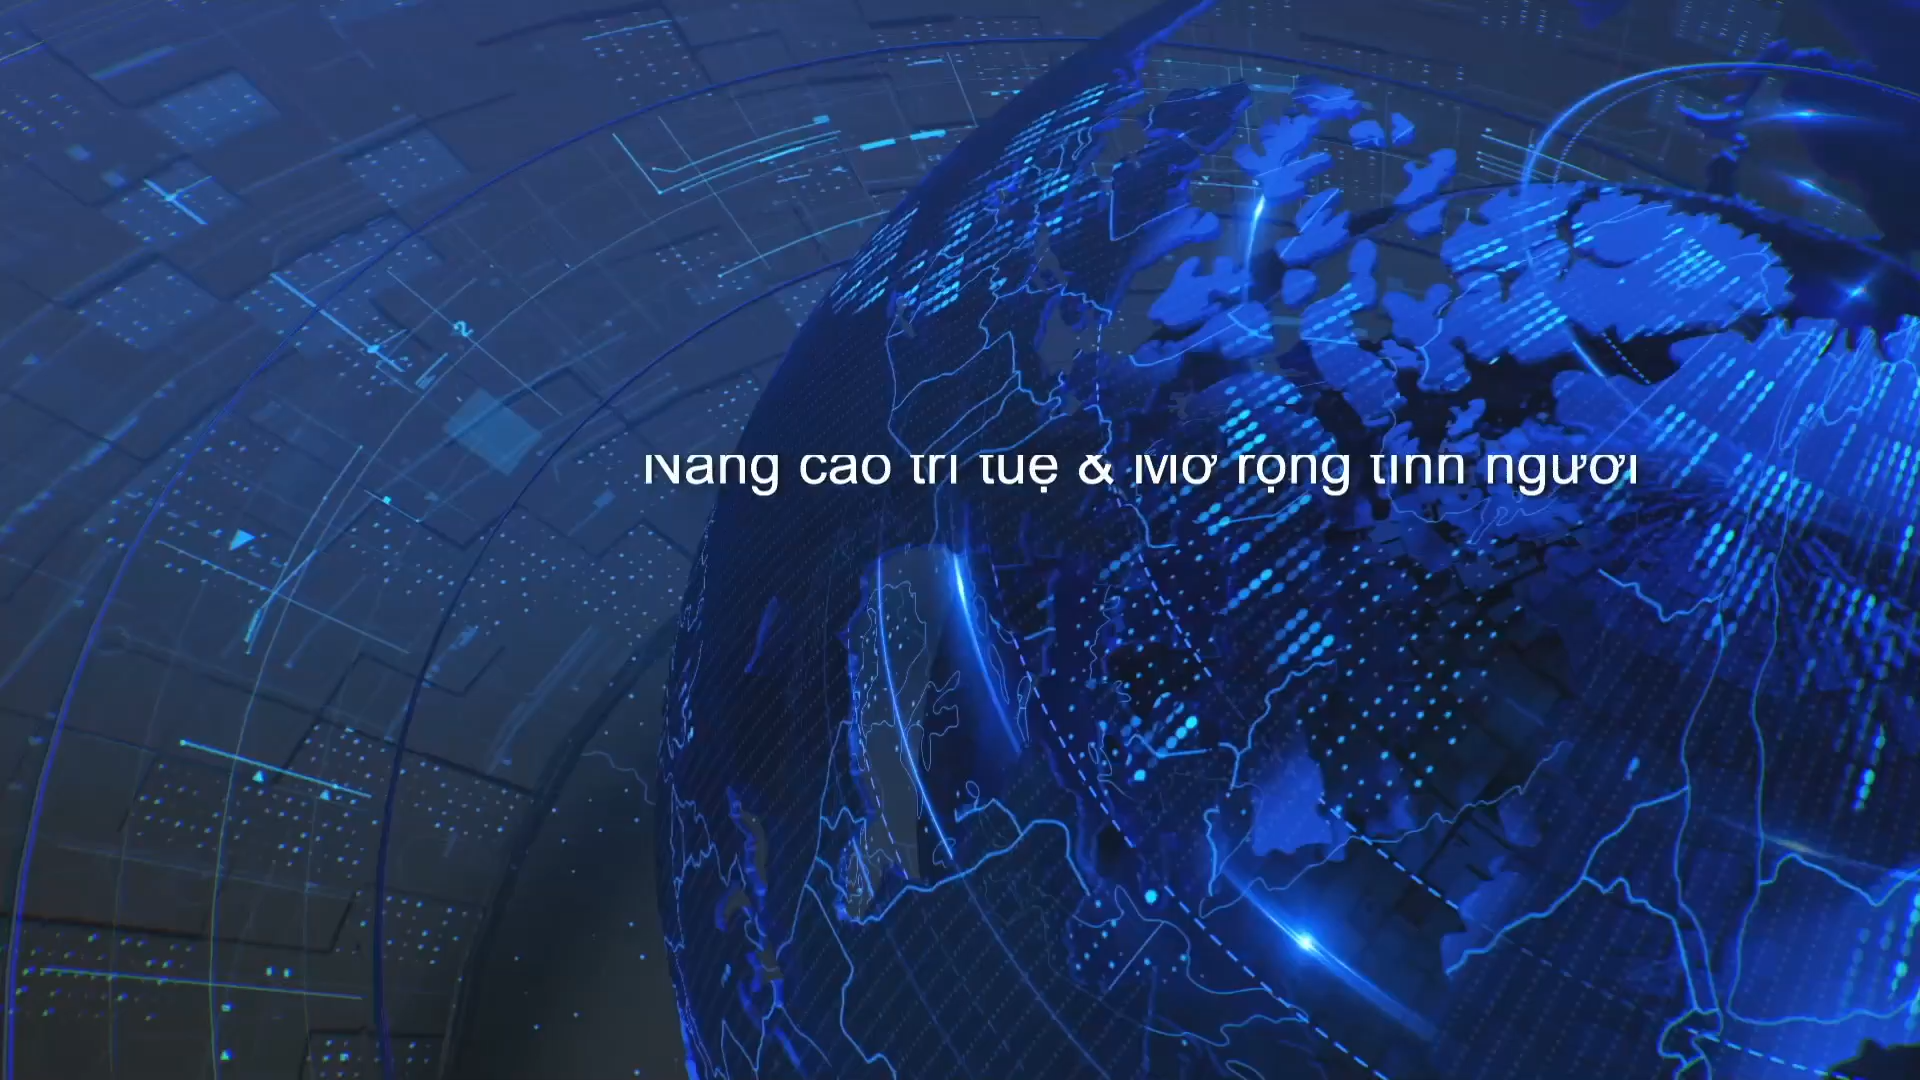 Nâng cao trí tuệ & Mở rộng tình người